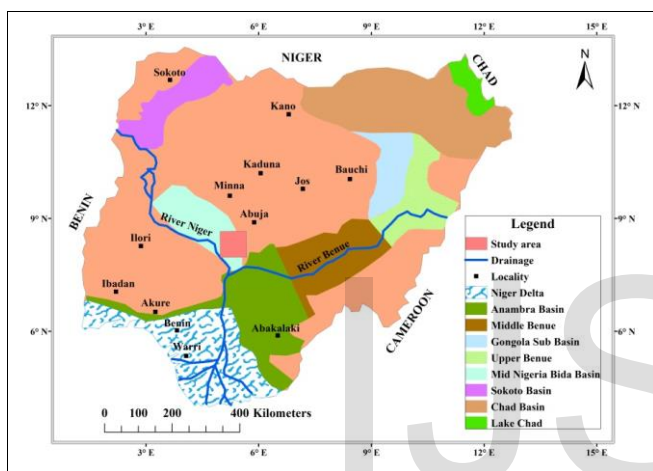 3° E 6° E 9° E 12° E 15° E
NIGER
CHAD
N
Sokoto
12° N 12° N
Kano
Kaduna
Bauchi
Minna
Jos
9° N 9° N
BENIN
River Niger
Abuja
Ilori
River Benue
Ibadan
Akure
CAMEROON
6° N 6° N
Benin
Abakalaki
Warri
0 100 200 400 Kilometers
3° E 6° E 9° E 12° E 15° E
Legend
Study area
Drainage
Locality
Niger Delta
Anambra Basin
Middle Benue
Gongola Sub Basin
Upper Benue
Mid Nigeria Bida Basin
Sokoto Basin
Chad Basin
Lake Chad